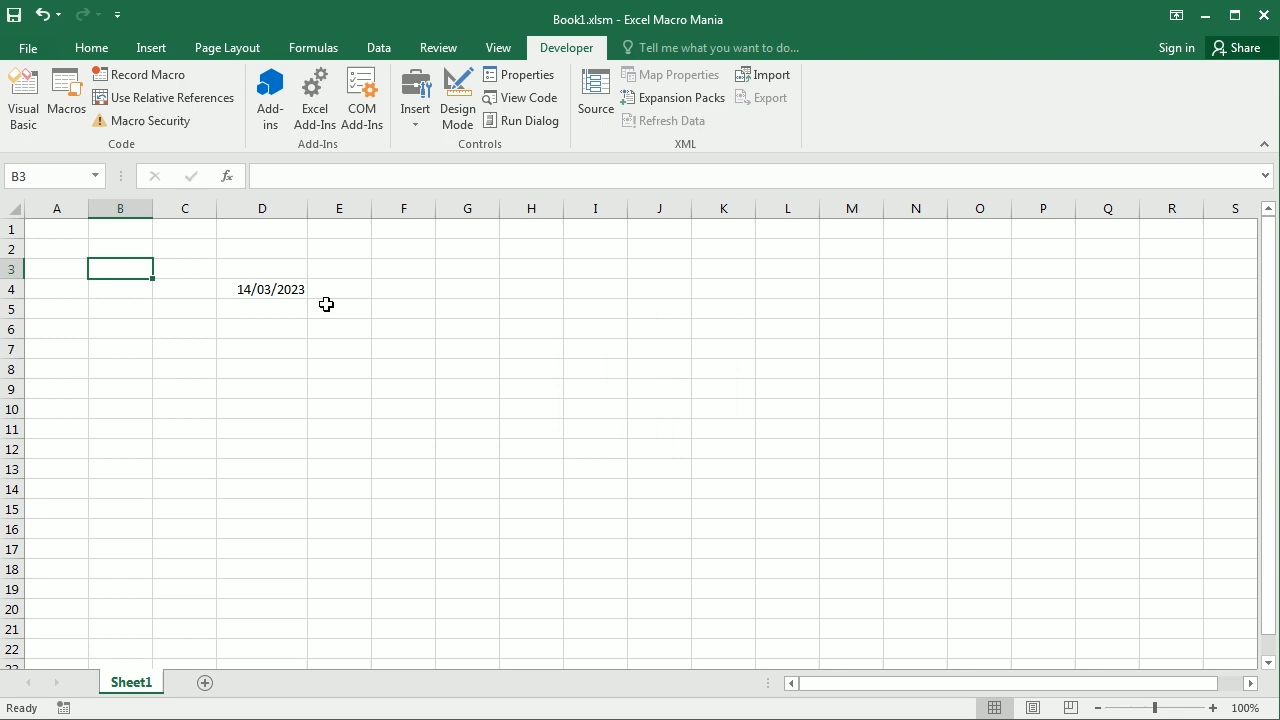 Book1.xlsm - Excel Macro Mania
File Home Insert Page Layout Formulas Data Review View Developer Tell me what you want to do... Sign in Share
Visual Basic
Macros
Record Macro
Use Relative References
Macro Security
Code
Add-ins
Excel Add-Ins
COM Add-Ins
Add-Ins
Insert
Design Mode
Properties
View Code
Run Dialog
Controls
Source
Map Properties
Expansion Packs
Refresh Data
Import
Export
XML
B3 fx
A B C D E F G H I J K L M N O P Q R S
1
2
3
4 14/03/2023
5
6
7
8
9
10
11
12
13
14
15
16
17
18
19
20
21
22
23
Sheet1
Ready 100%